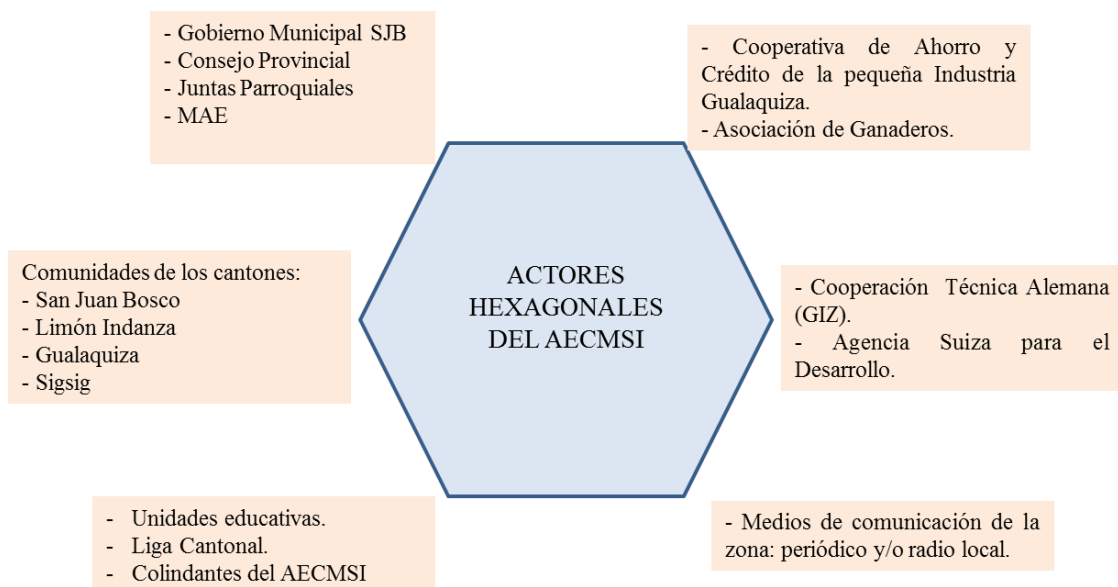 - Gobierno Municipal SJB
- Consejo Provincial
- Juntas Parroquiales
- MAE
- Cooperativa de Ahorro y
Crédito de la pequeña Industria
Gualaquiza.
- Asociación de Ganaderos.
Comunidades de los cantones:
- San Juan Bosco
- Limón Indanza
- Gualaquiza
- Sigsig
ACTORES
HEXAGONALES
DEL AECMSI
- Cooperación Técnica Alemana
(GIZ).
- Agencia Suiza para el
Desarrollo.
- Unidades educativas.
- Liga Cantonal.
- Colindantes del AECMSI
- Medios de comunicación de la
zona: periódico y/o radio local.